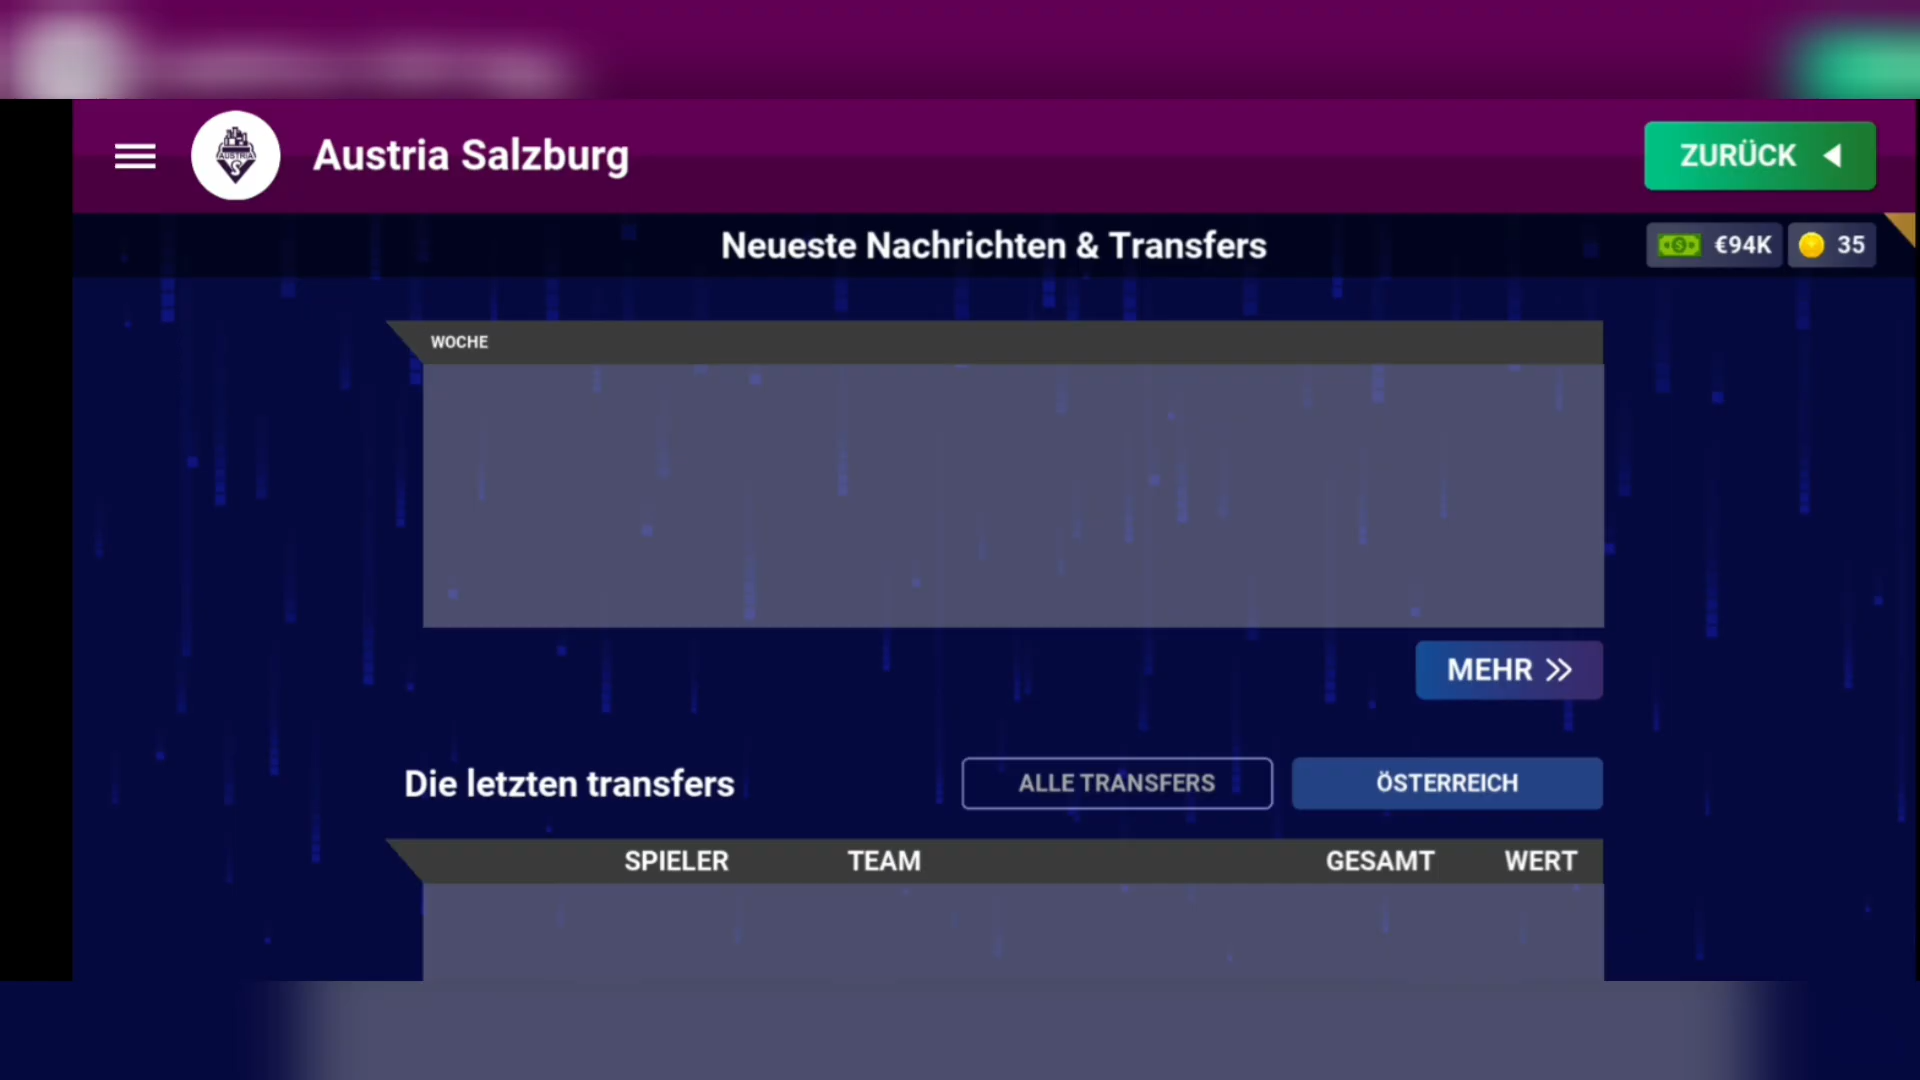 AUSTRIA
S
Austria Salzburg
ZURÜCK
Neueste Nachrichten & Transfers
€94K
35
WOCHE
MEHR
Die letzten transfers
ALLE TRANSFERS
ÖSTERREICH
SPIELER TEAM GESAMT WERT